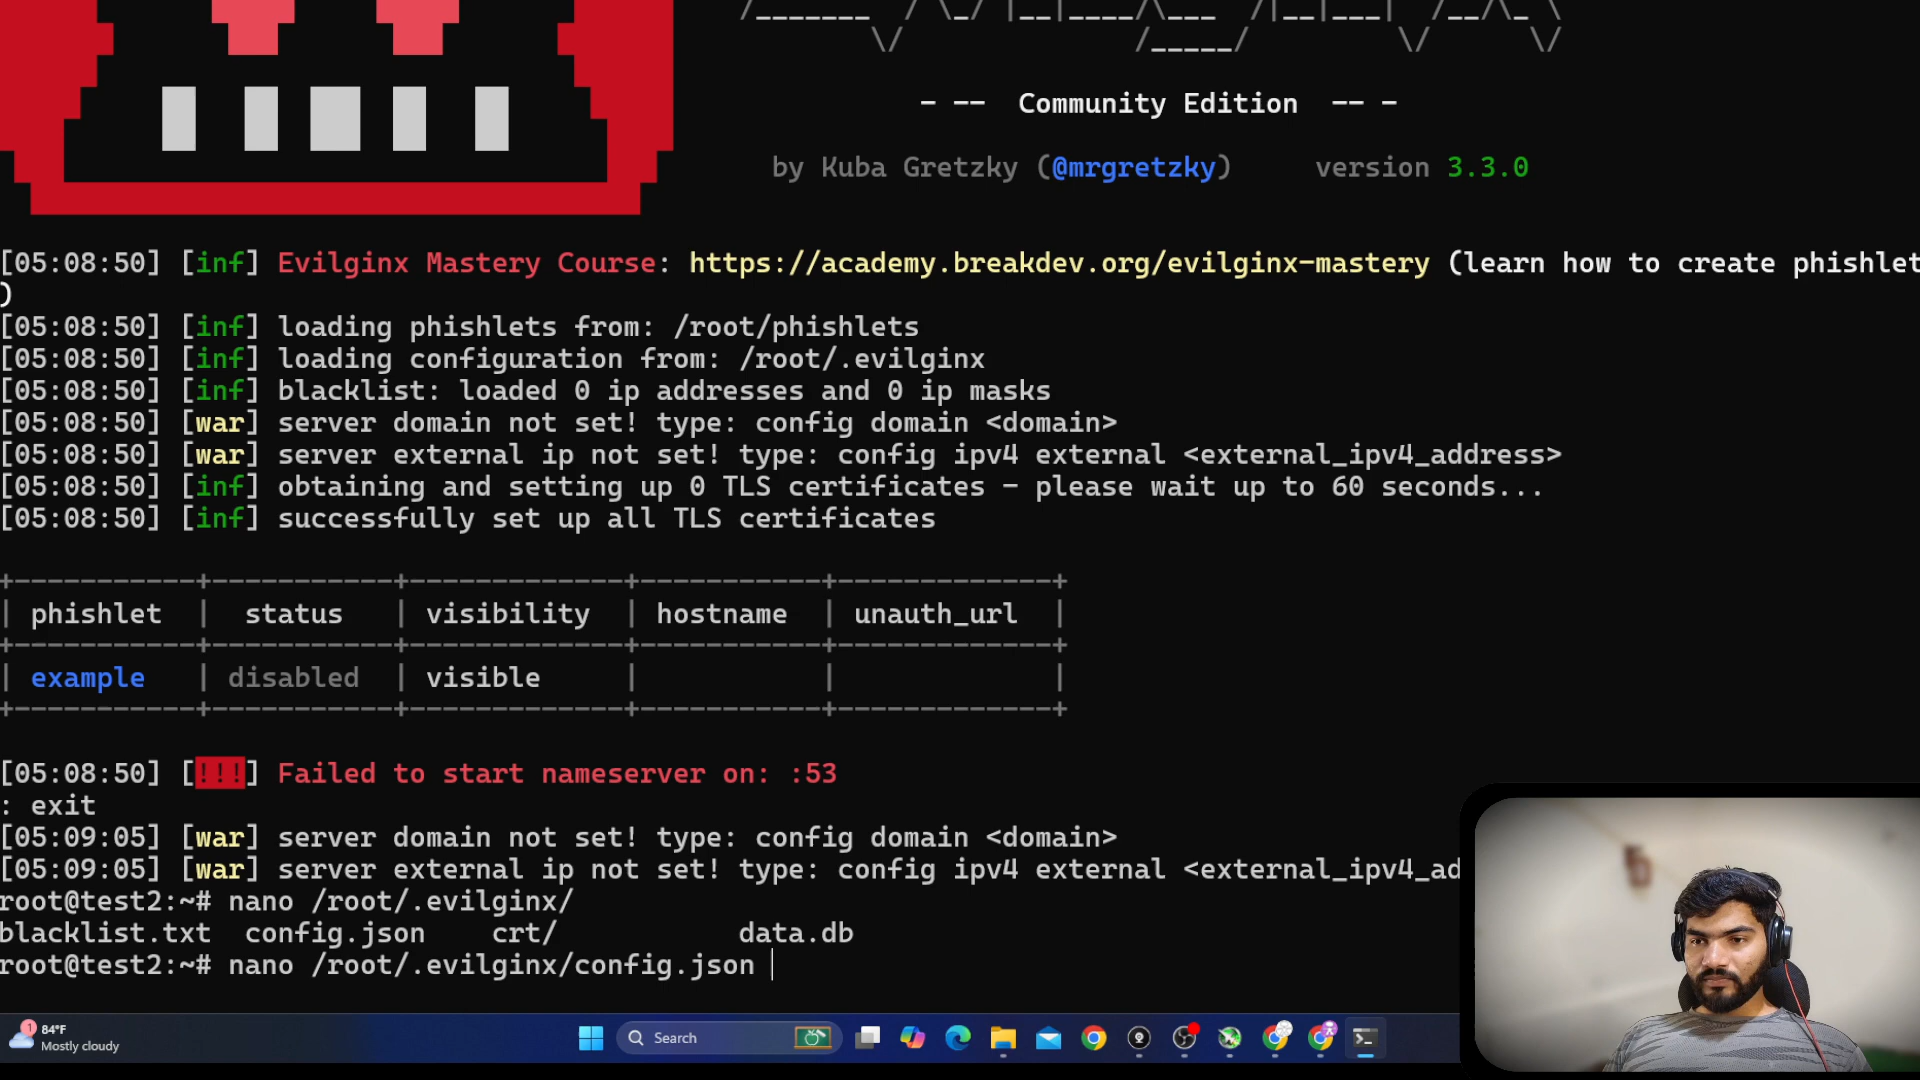 - -- Community Edition -- -
by Kuba Gretzky (@mrgretzky) version 3.3.0
[05:08:50] [inf] Evilginx Mastery Course: https://academy.breakdev.org/evilginx-mastery (learn how to create phishlet
)
[05:08:50] [inf] loading phishlets from: /root/phishlets
[05:08:50] [inf] loading configuration from: /root/.evilginx
[05:08:50] [inf] blacklist: loaded 0 ip addresses and 0 ip masks
[05:08:50] [war] server domain not set! type: config domain <domain>
[05:08:50] [war] server external ip not set! type: config ipv4 external <external_ipv4_address>
[05:08:50] [inf] obtaining and setting up 0 TLS certificates - please wait up to 60 seconds...
[05:08:50] [inf] successfully set up all TLS certificates
+-----------+-----------+-------------+-----------+-------------+
| phishlet | status | visibility | hostname | unauth_url |
+-----------+-----------+-------------+-----------+-------------+
| example | disabled | visible | | |
+-----------+-----------+-------------+-----------+-------------+
[05:08:50] [!!!] Failed to start nameserver on: :53
: exit
[05:09:05] [war] server domain not set! type: config domain <domain>
[05:09:05] [war] server external ip not set! type: config ipv4 external <external_ipv4_ad
root@test2:~# nano /root/.evilginx/
blacklist.txt config.json crt/ data.db
root@test2:~# nano /root/.evilginx/config.json
1
84°F
Mostly cloudy
Search